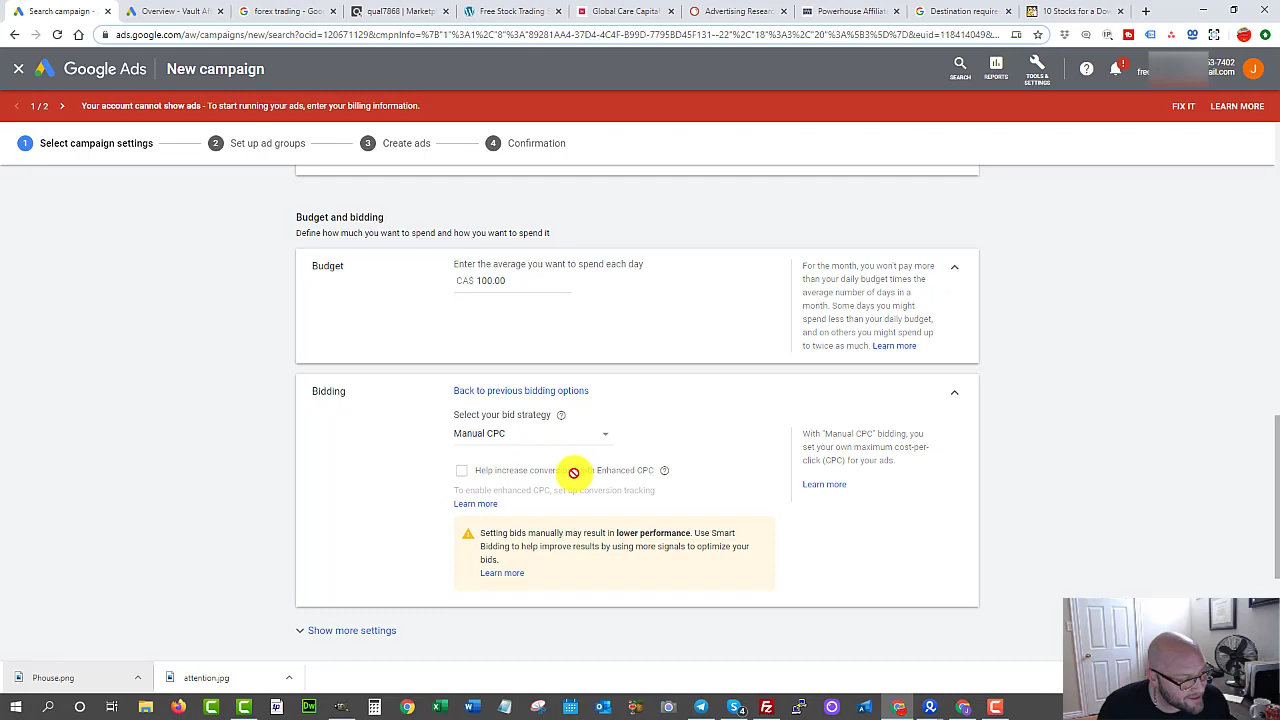 Search campaign -
Overview - Vault Af
forex trading - Goo
qual7868 | Marketp
Free Stock Trading
Global Care Capital
Advertising Resear
Powerhouse Affiliat
Destination require
10 Stocks for a Dow
Google Ads
New campaign
SEARCH
REPORTS
TOOLS &
SETTINGS
53-7402
J
1 / 2
Your account cannot show ads - To start running your ads, enter your billing information.
FIX IT
LEARN MORE
1 Select campaign settings
2 Set up ad groups
3 Create ads
4 Confirmation
Budget and bidding
Define how much you want to spend and how you want to spend it
Budget
Enter the average you want to spend each day
CA$ 100.00
For the month, you won't pay more
than your daily budget times the
average number of days in a
month. Some days you might
spend less than your daily budget,
and on others you might spend up
to twice as much. Learn more
Bidding
Back to previous bidding options
Select your bid strategy
Manual CPC
Help increase Enhanced CPC
To enable enhanced CPC, set up conversion tracking
Learn more
Setting bids manually may result in lower performance. Use Smart
Bidding to help improve results by using more signals to optimize your
bids.
Learn more
With "Manual CPC" bidding, you
set your own maximum cost-per-
click (CPC) for your ads.
Learn more
Show more settings
Phouse.png
attention.jpg